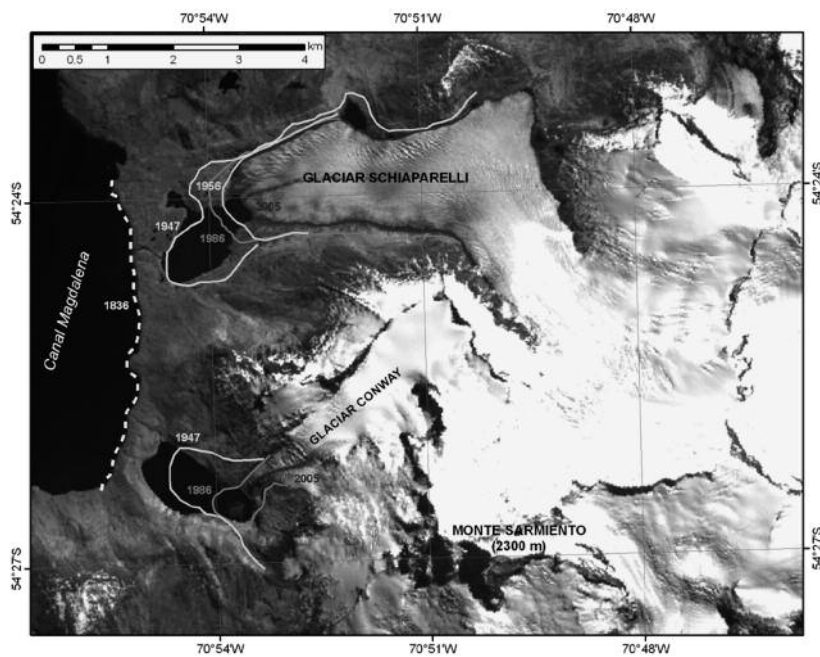 70°54'W 70°51'W 70°48'W
km
0 0.5 1 2 3 4
54°24'S
54°24'S
GLACIAR SCHIAPARELLI
1956
2005
1947
1986
1836
Canal Magdalena
GLACIAR CONWAY
1947
1986
2005
MONTE SARMIENTO
(2300 m)
54°27'S
54°27'S
70°54'W 70°51'W 70°48'W